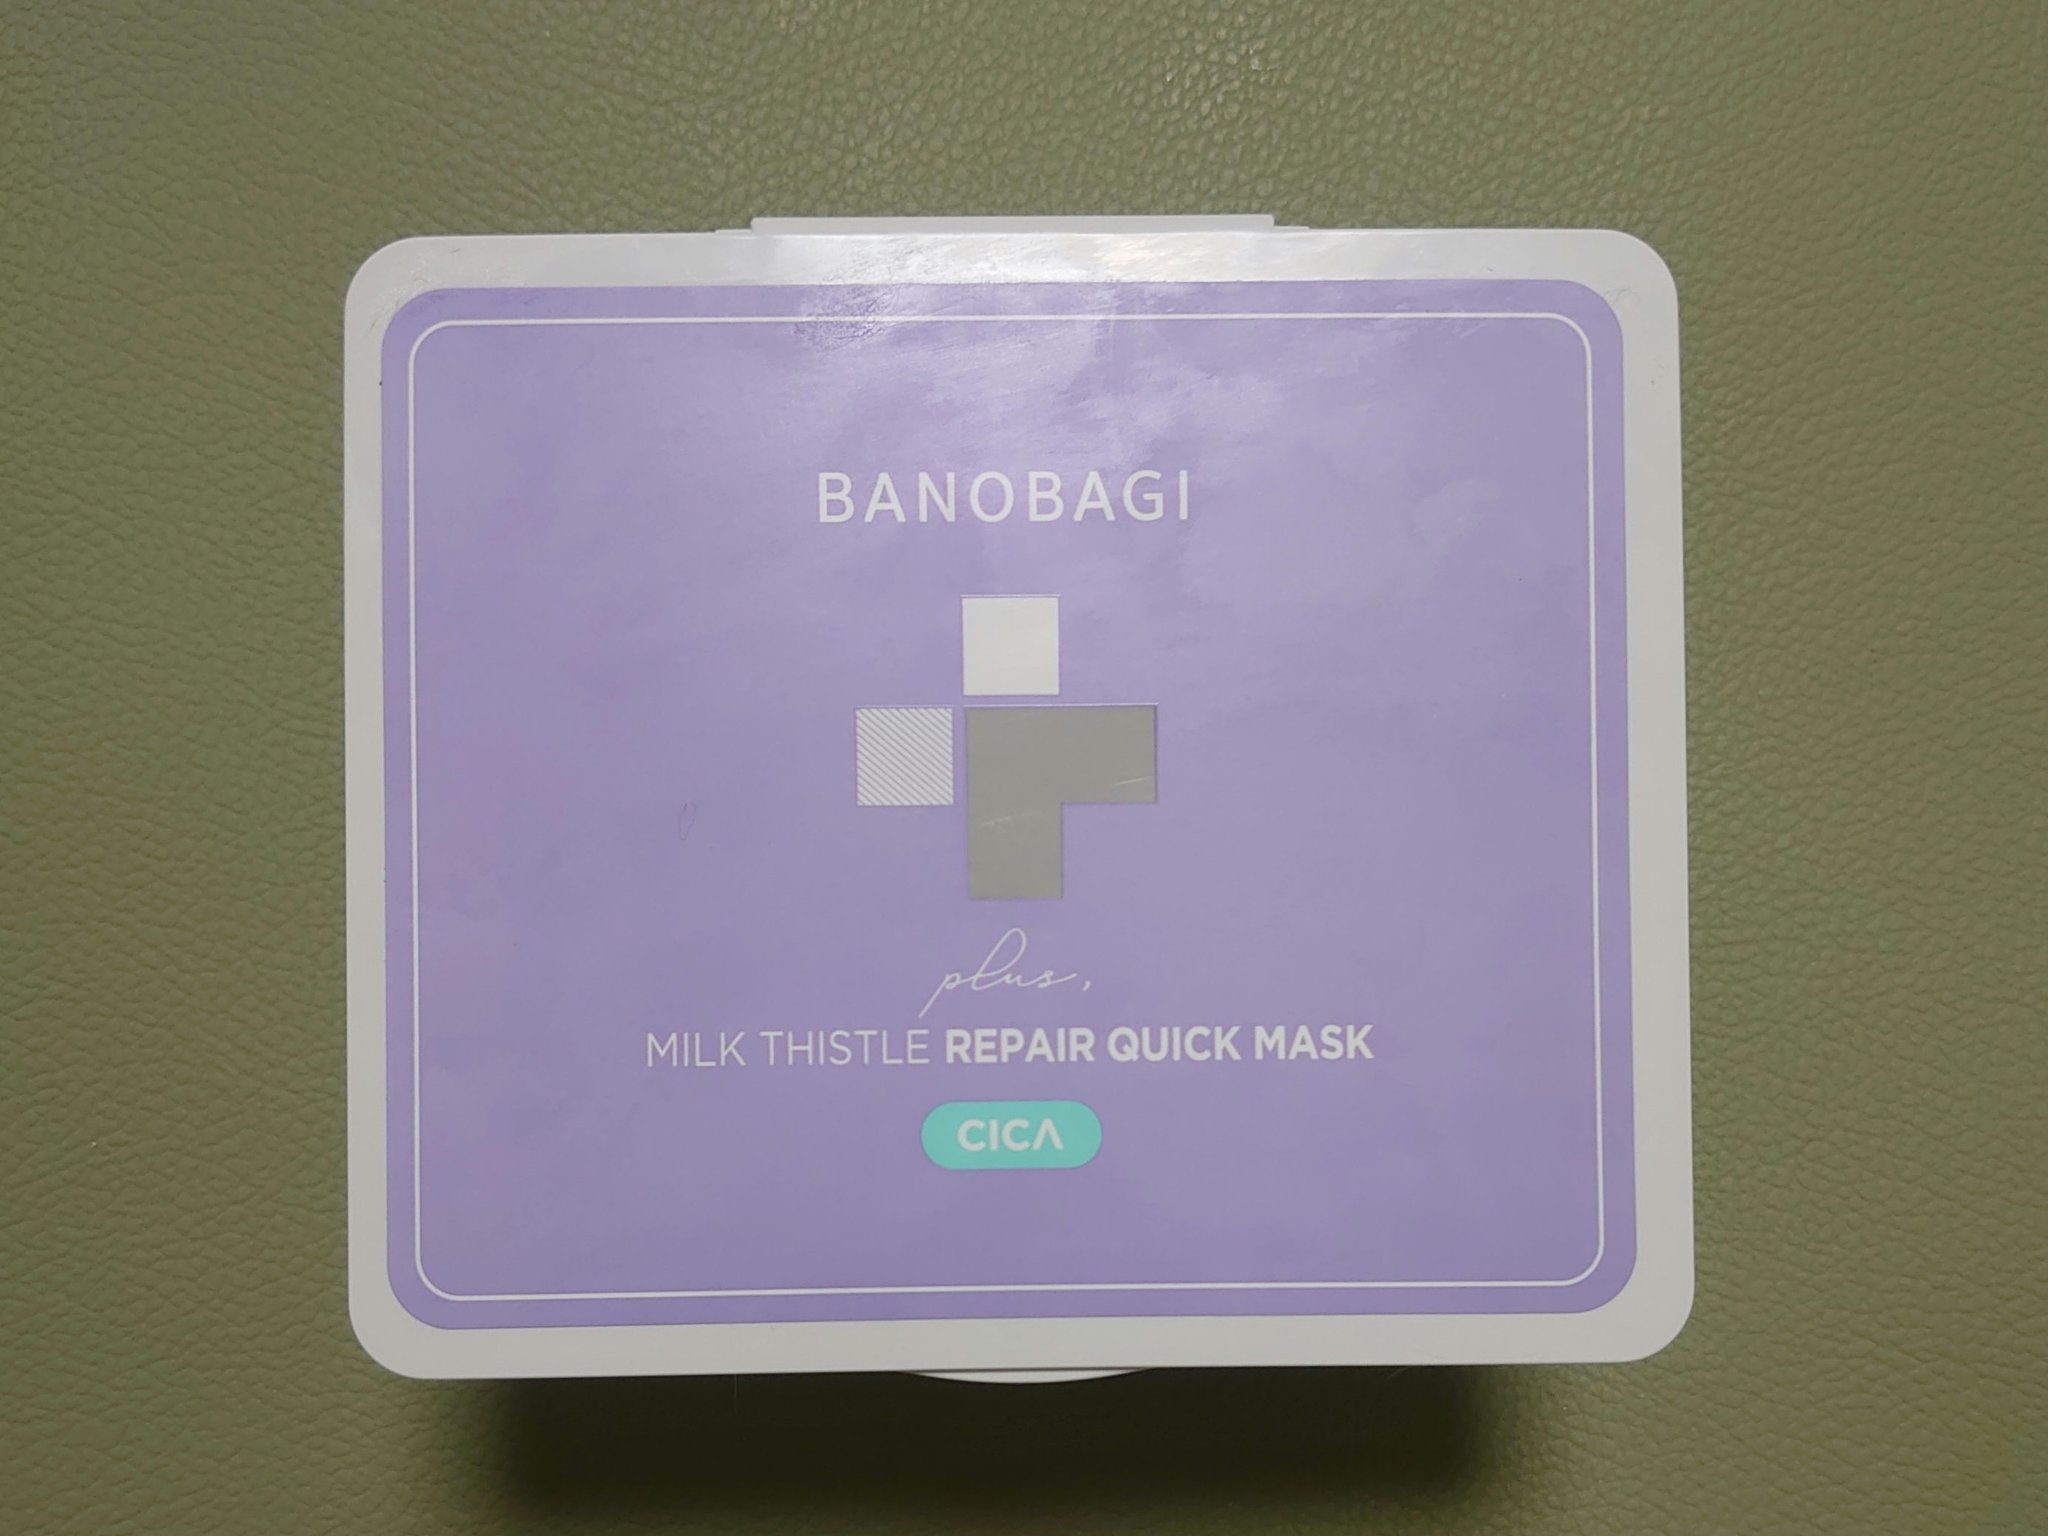 BANOBAGI
plus,
MILK THISTLE REPAIR QUICK MASK
CICA